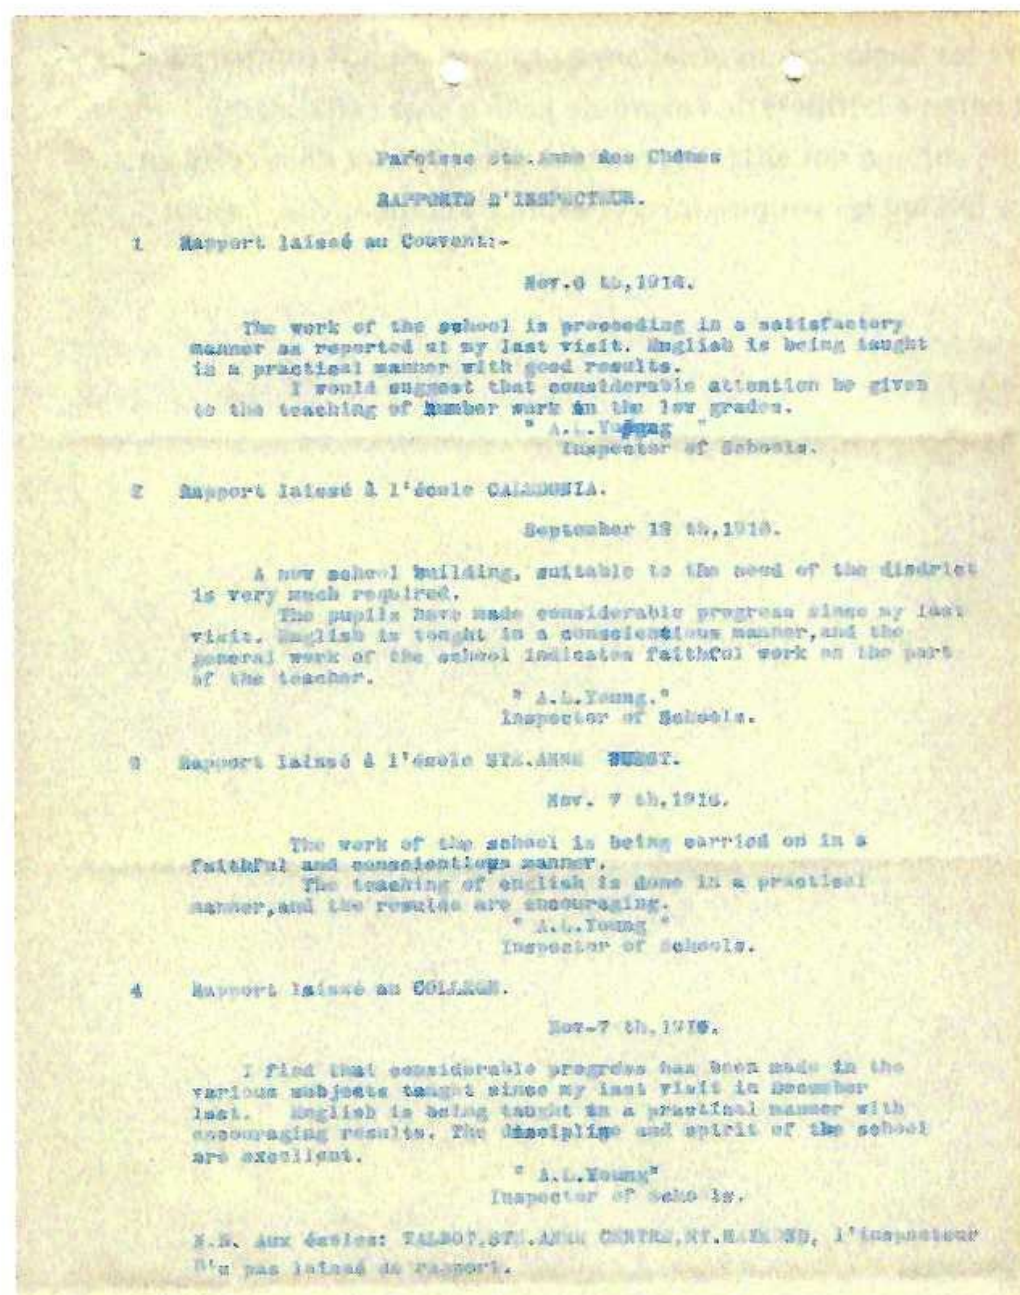 Paroisse Ste.Anne des Chênes
RAPPORTS D'INSPECTEUR.
1 Rapport laissé au Couvent:-
Nov.6 th,1916.
The work of the school is proceeding in a satisfactory
manner as reported at my last visit. English is being taught
in a practical manner with good results.
I would suggest that considerable attention be given
to the teaching of number work in the low grades.
" A.L.Young "
Inspector of Schools.
2 Rapport laissé à l'école CALEDONIA.
September 18 th,1916.
A new school building, suitable to the need of the disdrict
is very much required.
The pupils have made considerable progress since my last
visit. English is tought in a conscientious manner,and the
general work of the school indicates faithful work on the part
of the teacher.
" A.L.Young."
Inspector of Schools.
3 Rapport laissé à l'école STE.ANNE OUEST.
Nov. 7 th,1916.
The work of the school is being carried on in a
faithful and conscientious manner.
The teaching of english is done in a practical
manner,and the results are encouraging.
" A.L.Young "
Inspector of Schools.
4 Rapport laissé au COLLEGE.
Nov-7 th,1916.
I find that considerable progress has been made in the
various subjects taught since my last visit in December
last. English is being taught in a practical manner with
encouraging results. The discipline and spirit of the school
are excellent.
" A.L.Young"
Inspector of Scho ls.
N.B. Aux écoles: TALBOT,STE.ANNE CENTRE,ST.RAYMOND, l'inspecteur
n'a pas laissé de rapport.